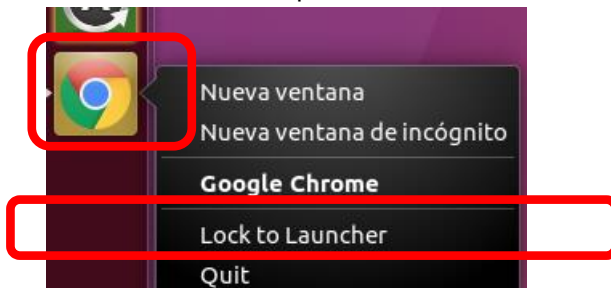 Nueva ventana
Nueva ventana de incógnito
Google Chrome
Lock to Launcher
Quit